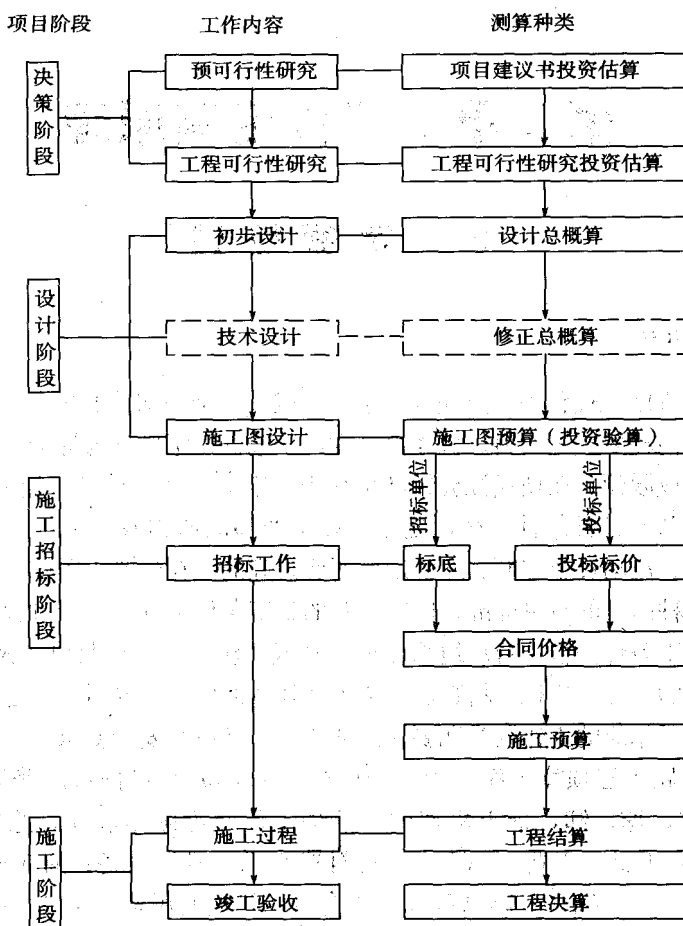 项目阶段 工作内容 测算种类
决策阶段
预可行性研究 项目建议书投资估算
工程可行性研究 工程可行性研究投资估算
设计阶段
初步设计 设计总概算
技术设计 修正总概算
施工图设计 施工图预算（投资验算）
招标单位 投标单位
施工招标阶段
招标工作 标底 投标标价
合同价格
施工预算
施工阶段
施工过程 工程结算
竣工验收 工程决算